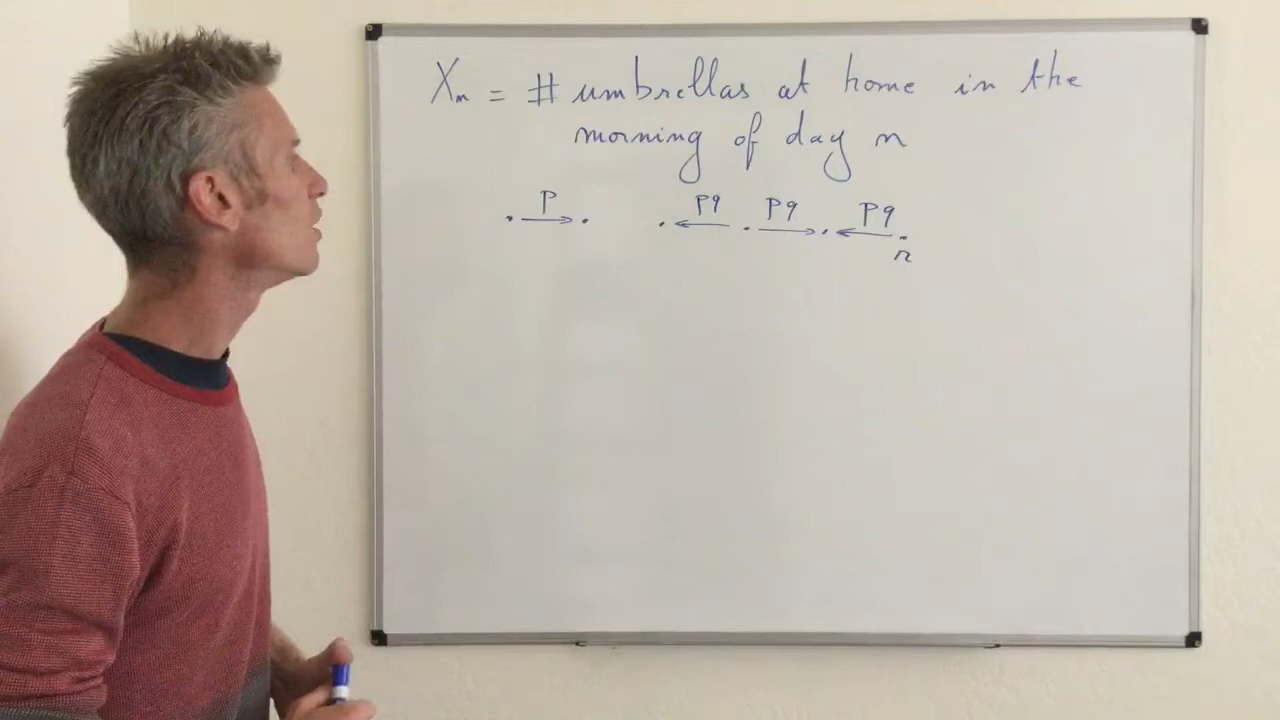 Xn = # umbrellas at home in the
morning of day n
p pq pq pq
r